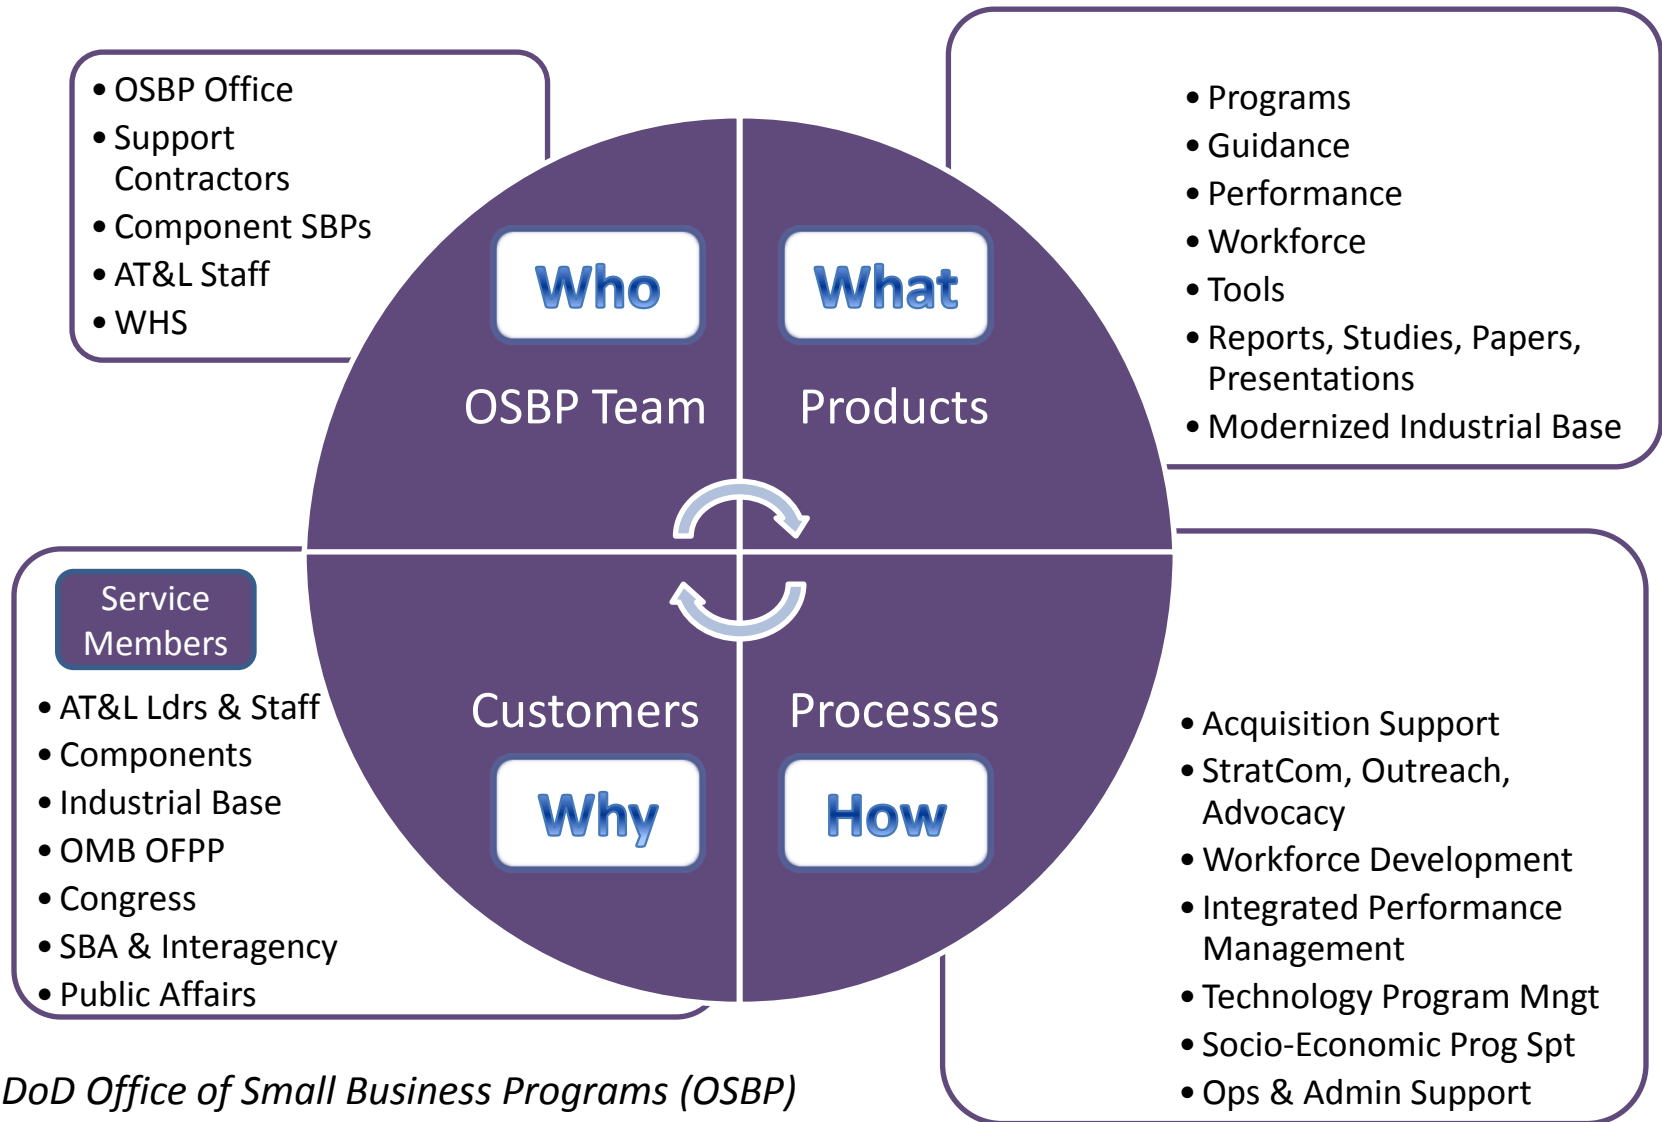 • OSBP Office
• Support
Contractors
• Component SBPs
• AT&L Staff
• WHS
• Programs
• Guidance
• Performance
• Workforce
• Tools
• Reports, Studies, Papers,
Presentations
• Modernized Industrial Base
Who
What
OSBP Team
Products
Customers
Processes
Why
How
Service
Members
• AT&L Ldrs & Staff
• Components
• Industrial Base
• OMB OFPP
• Congress
• SBA & Interagency
• Public Affairs
• Acquisition Support
• StratCom, Outreach,
Advocacy
• Workforce Development
• Integrated Performance
Management
• Technology Program Mngt
• Socio-Economic Prog Spt
• Ops & Admin Support
DoD Office of Small Business Programs (OSBP)